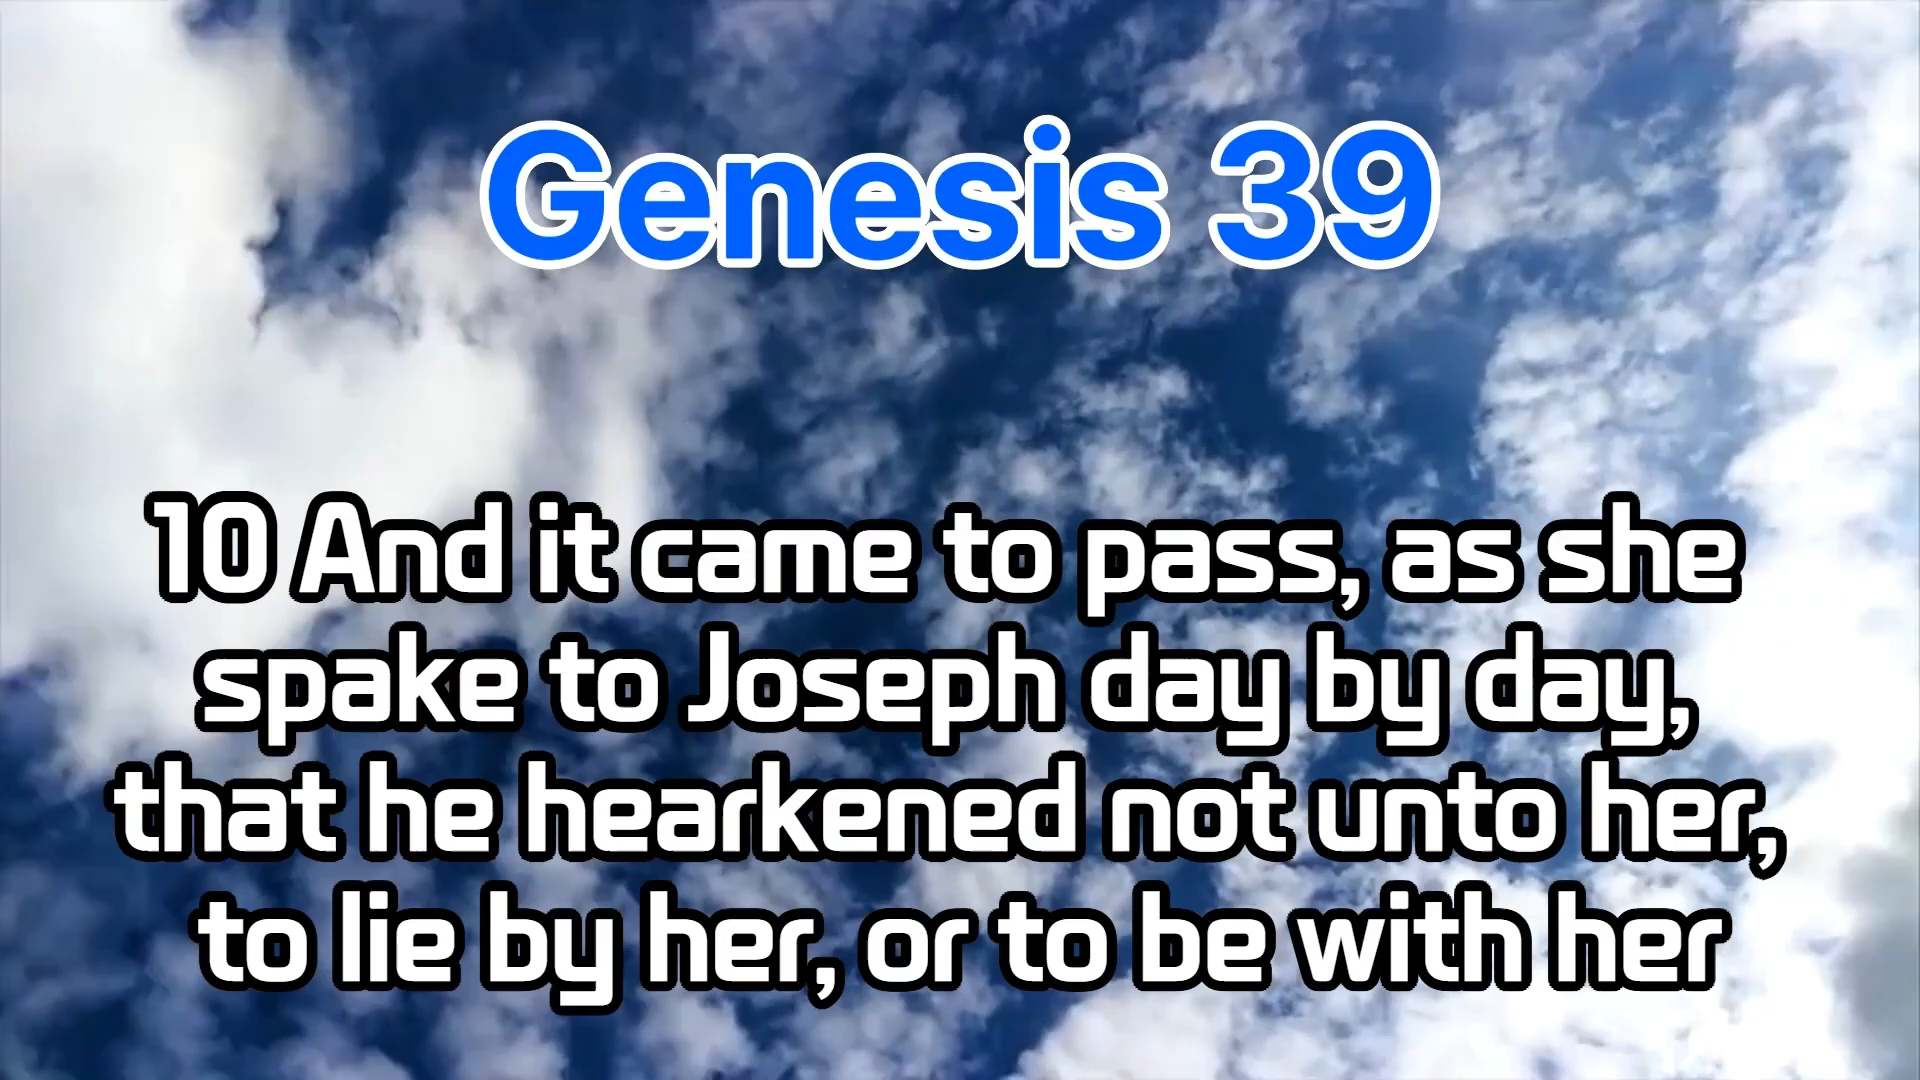 Genesis 39
10 And it came to pass, as she
spake to Joseph day by day,
that he hearkened not unto her,
to lie by her, or to be with her